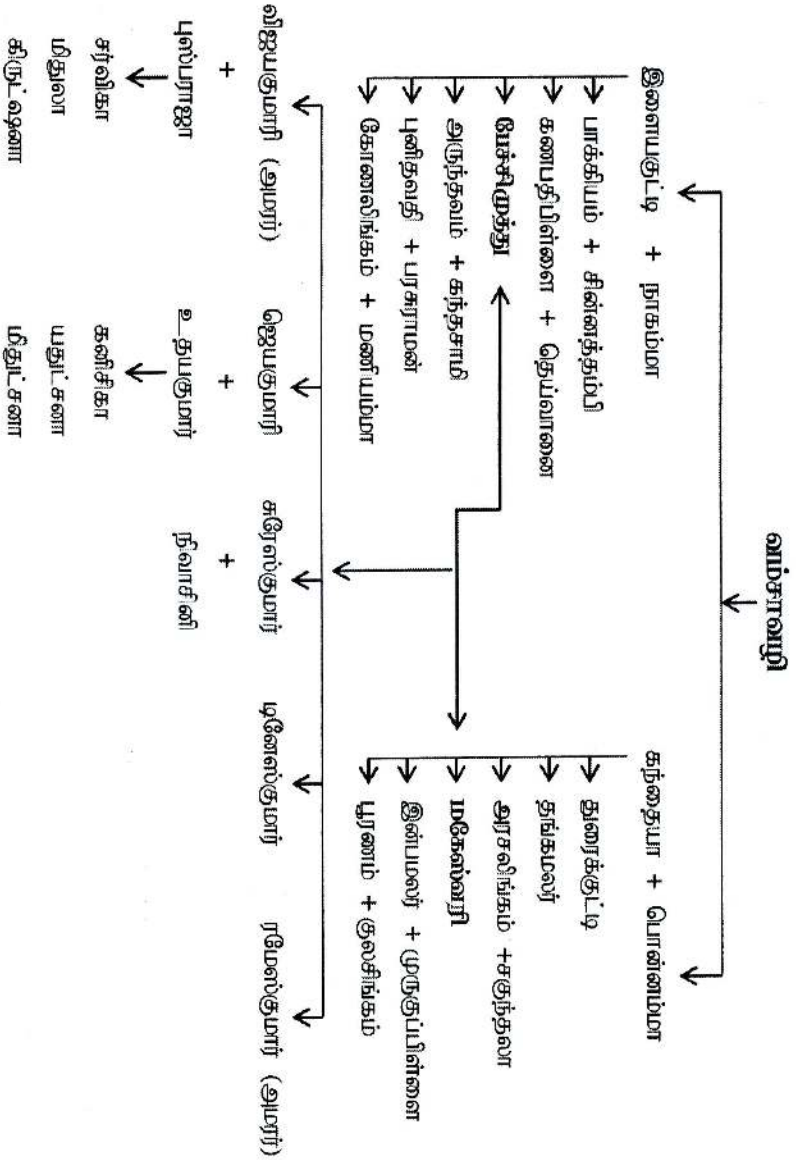 வம்சாவழி
இளையகுட்டி + நாகம்மா
பாக்கியம் + சின்னத்தம்பி
கணபதிபிள்ளை + தெய்வானை
பேச்சிமுத்து
அருந்தவம் + கந்தசாமி
புனிதவதி + பரசுராமன்
கோணலிங்கம் + மணியம்மா
கந்தையா + பொன்னம்மா
துரைக்குட்டி
தங்கமலர்
அரசலிங்கம் +சகுந்தலா
மகேஸ்வரி
இன்பமலர் + முருகுப்பிள்ளை
பூரணம் + குலசிங்கம்
விஜயகுமாரி (அமரர்)
+
புஸ்பராஜா
சர்விகா
மிதுலா
கிருட்ஷனா
ஜெயகுமாரி
+
உதயகுமார்
கனிசிகா
யதுட்சனா
மிதுட்சனா
சுரேஸ்குமார்
+
நிவாசினி
டினேஸ்குமார்
ரமேஸ்குமார் (அமரர்)